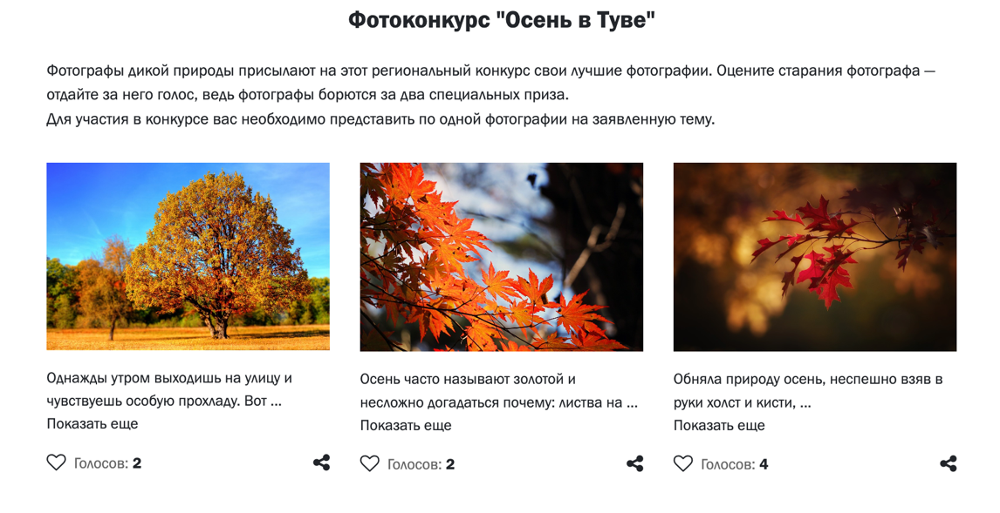 Фотоконкурс "Осень в Туве"
Фотографы дикой природы присылают на этот региональный конкурс свои лучшие фотографии. Оцените старания фотографа —
отдайте за него голос, ведь фотографы борются за два специальных приза.
Для участия в конкурсе вас необходимо представить по одной фотографии на заявленную тему.
Однажды утром выходишь на улицу и
чувствуешь особую прохладу. Вот ...
Показать еще
Голосов: 2
Осень часто называют золотой и
несложно догадаться почему: листва на ...
Показать еще
Голосов: 2
Обняла природу осень, неспешно взяв в
руки холст и кисти, ...
Показать еще
Голосов: 4